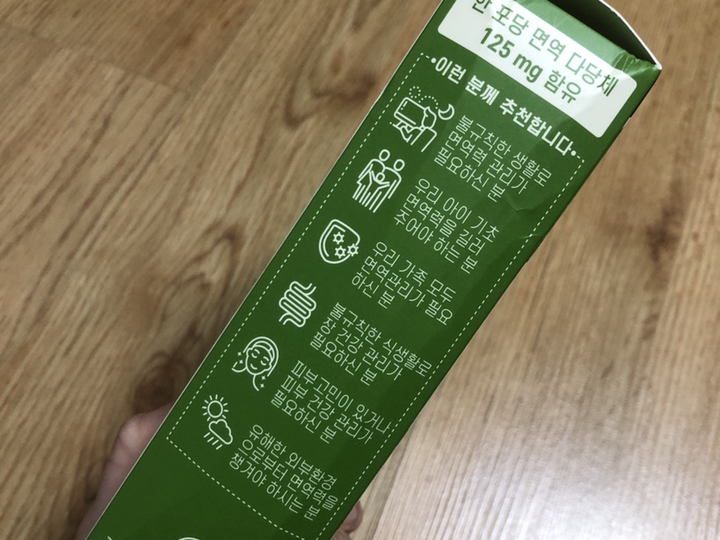 한 포당 면역 다당체
125 mg 함유
•이런 분께 추천합니다•
불규칙한 생활로
면역력 관리가
필요하신 분
우리 아이 기초
면역력을 길러
주어야 하는 분
우리 가족 모두
면역관리가 필요
하신 분
불규칙한 식생활로
장 건강 관리가
필요하신 분
피부고민이 있거나
피부 건강 관리가
필요하신 분
유해한 외부환경
으로부터 면역력을
챙겨야 하시는 분